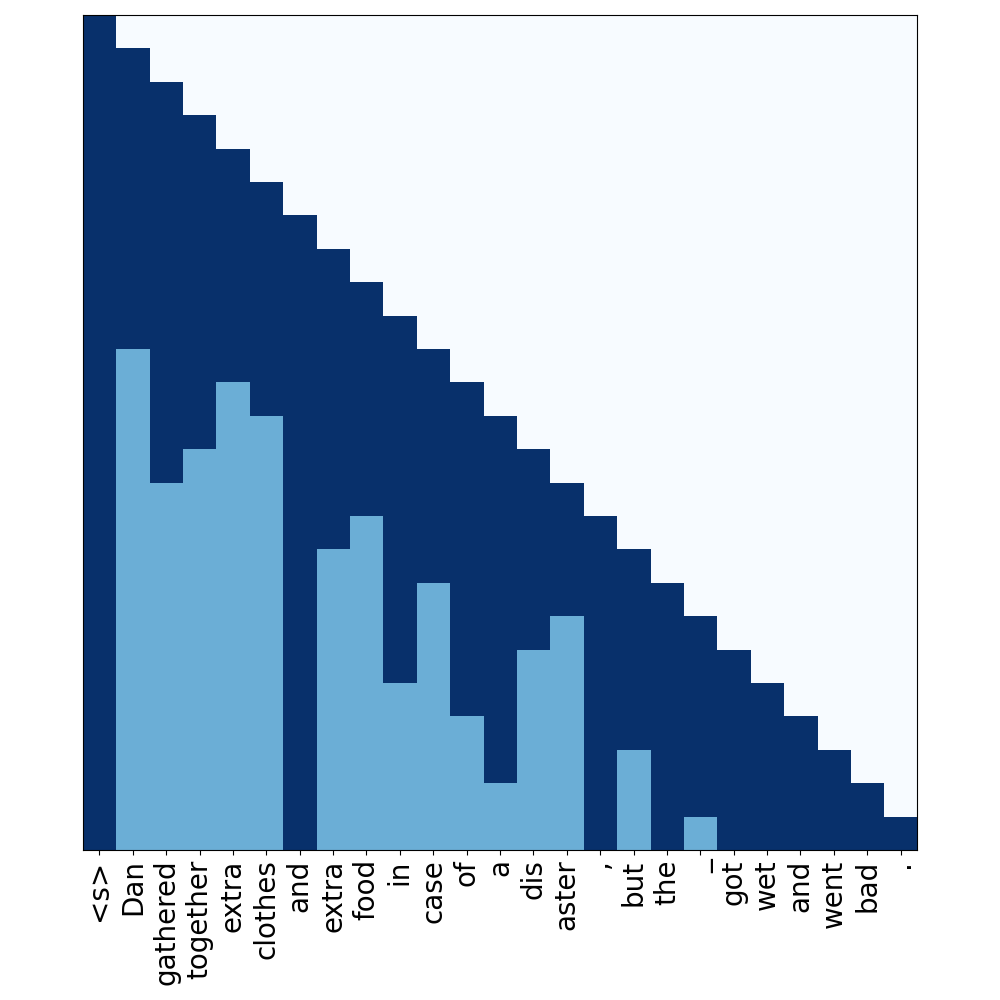 <s>
Dan
gathered
together
extra
clothes
and
extra
food
in
case
of
a
dis
aster
,
but
the
_
got
wet
and
went
bad
.